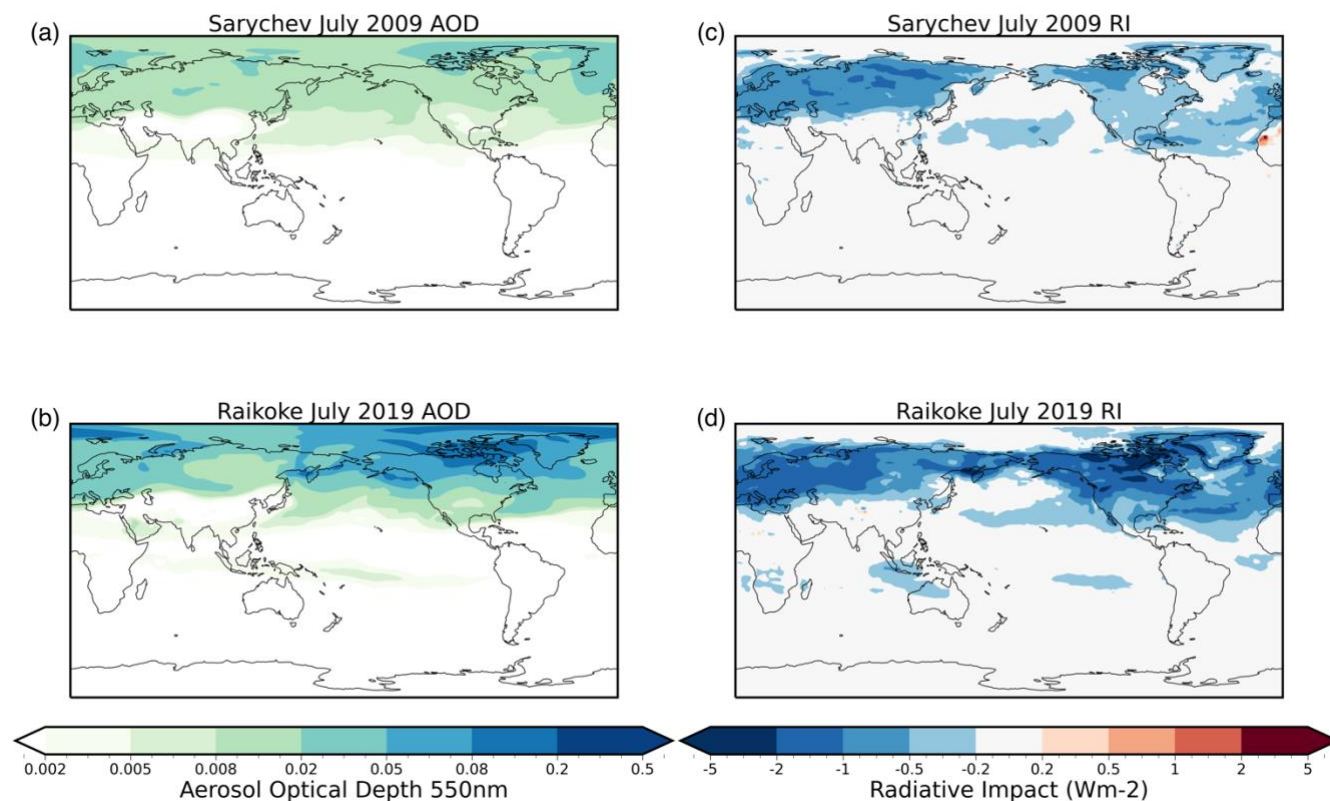 (a)
Sarychev July 2009 AOD
(c)
Sarychev July 2009 RI
(b)
Raikoke July 2019 AOD
(d)
Raikoke July 2019 RI
0.002 0.005 0.008 0.02 0.05 0.08 0.2 0.5
Aerosol Optical Depth 550nm
-5 -2 -1 -0.5 -0.2 0.2 0.5 1 2 5
Radiative Impact (Wm-2)